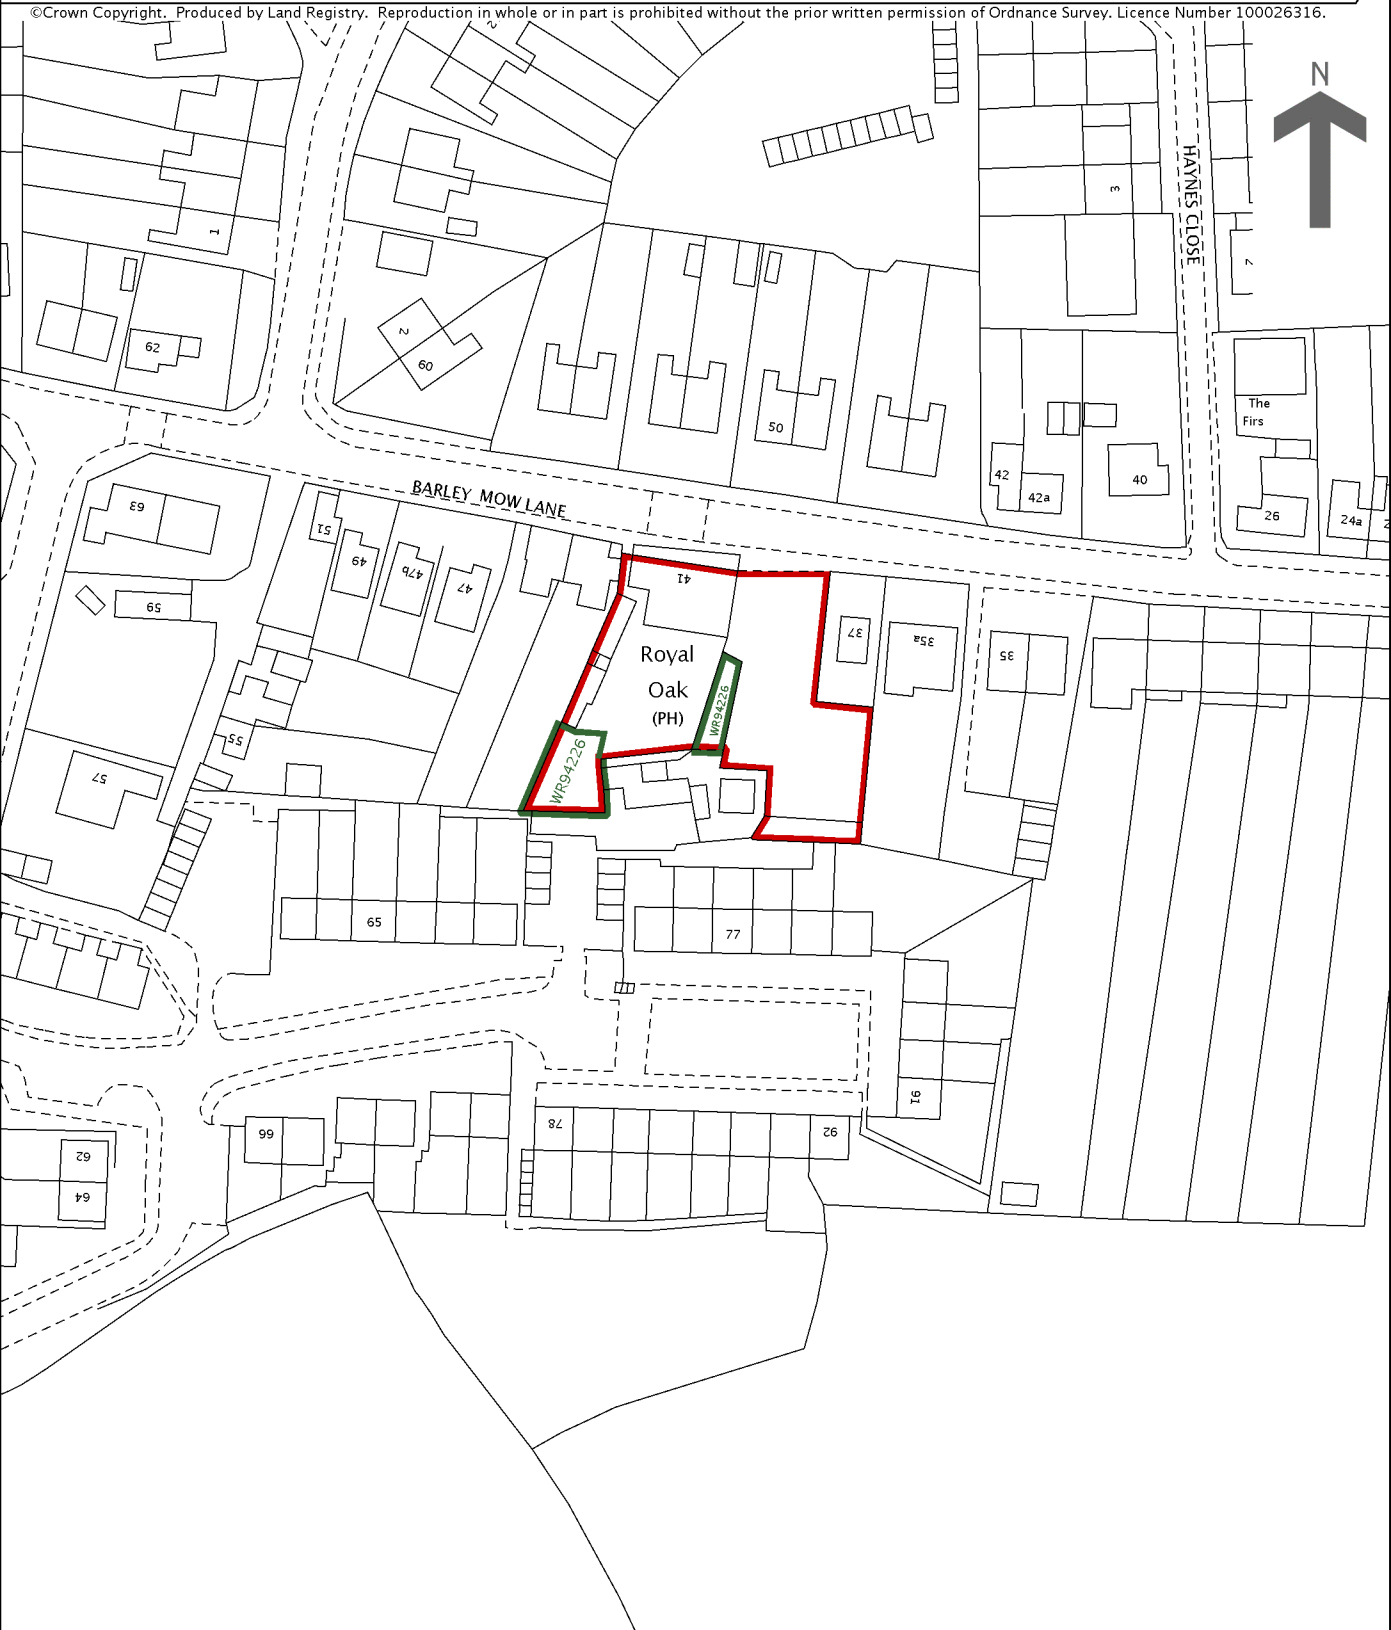 ©Crown Copyright. Produced by Land Registry. Reproduction in whole or in part is prohibited without the prior written permission of Ordnance Survey. Licence Number 100026316.
N
2
HAYNES CLOSE
3
1
2
62
2
60
50
The
Firs
42
42a
40
26
24a
2
BARLEY MOW LANE
63
51
49
47b
47
41
59
37
35a
35
Royal
Oak
(PH)
WR94226
WR94226
55
57
65
77
91
78
92
66
62
64